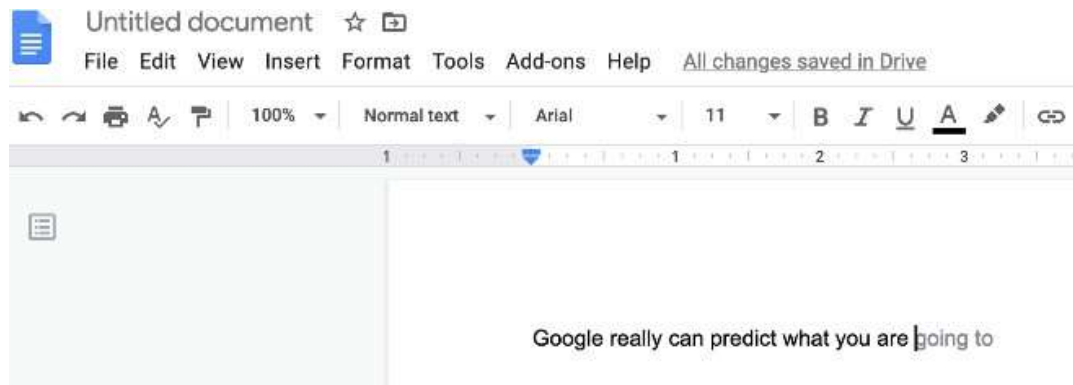 Untitled document
File Edit View Insert Format Tools Add-ons Help All changes saved in Drive
100% Normal text Arial 11 B I U A
1 1 2 3
Google really can predict what you are going to